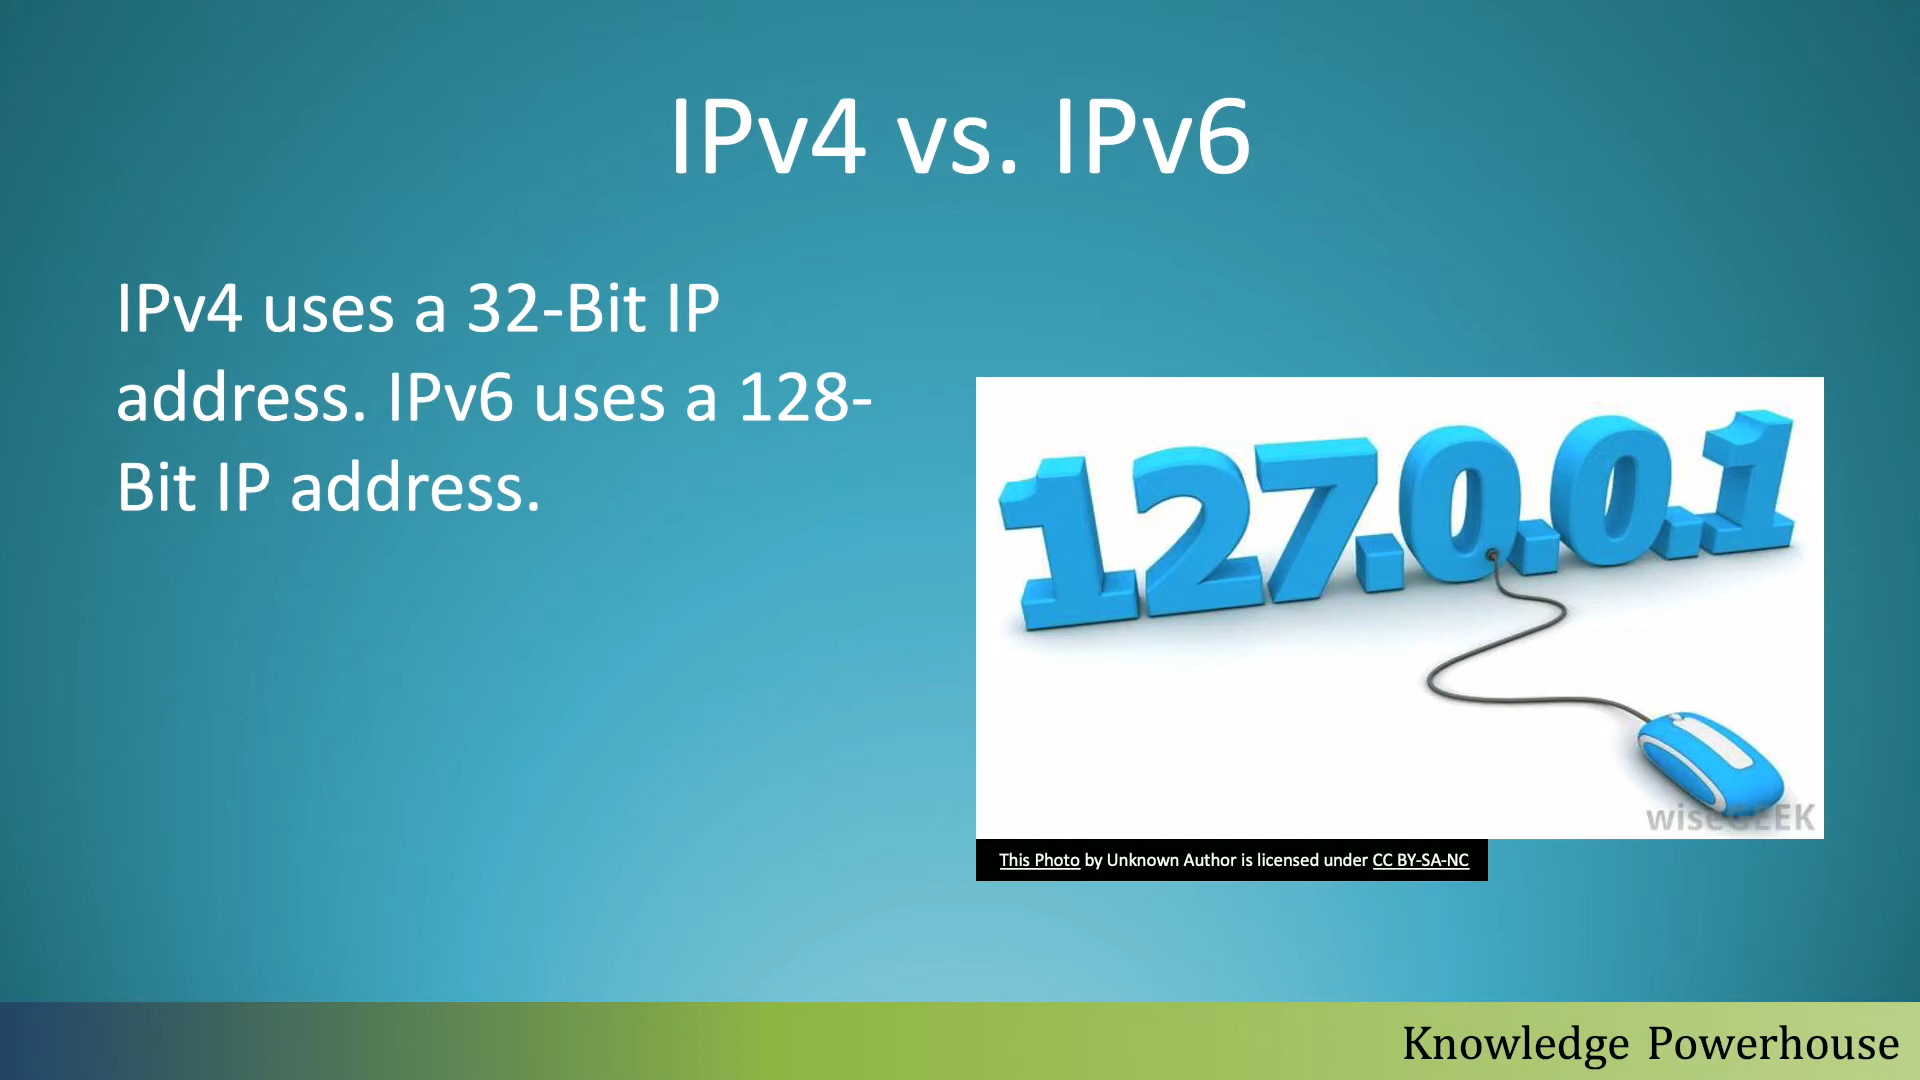 IPv4 vs. IPv6
IPv4 uses a 32-Bit IP
address. IPv6 uses a 128-
Bit IP address.
127.0.0.1
wiseGEEK
This Photo by Unknown Author is licensed under CC BY-SA-NC
Knowledge Powerhouse